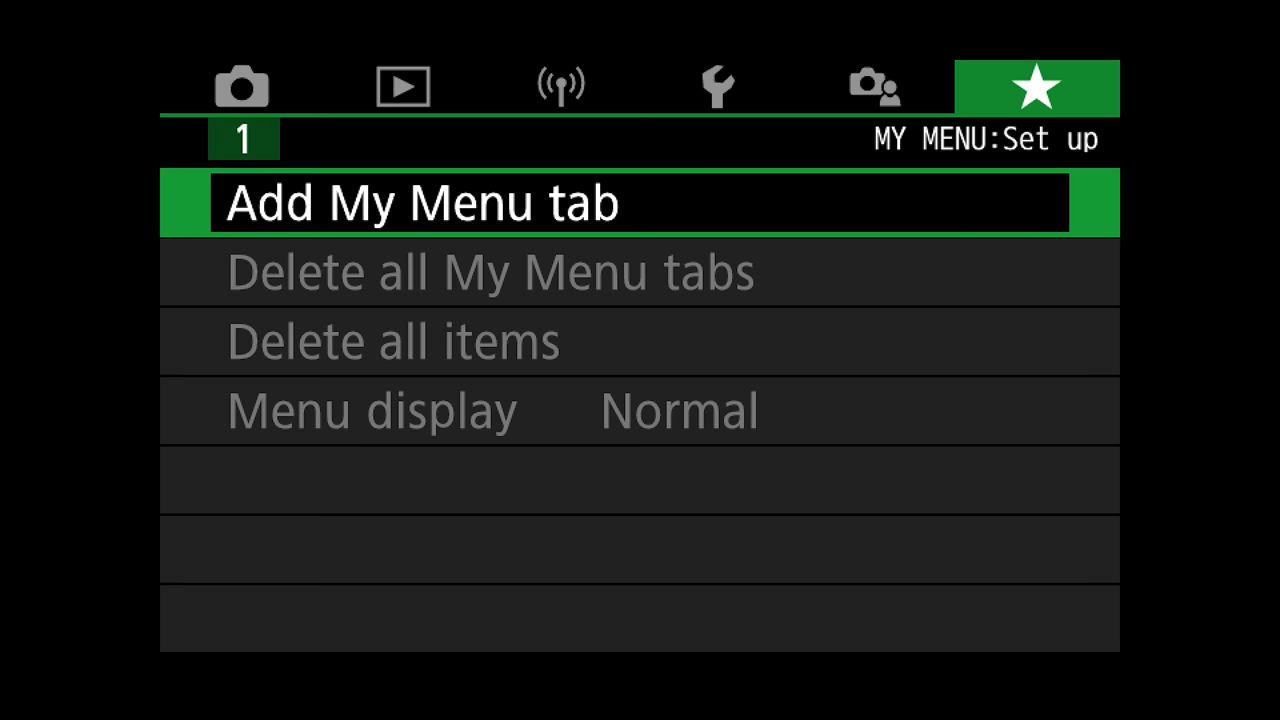 1
MY MENU:Set up
Add My Menu tab
Delete all My Menu tabs
Delete all items
Menu display Normal